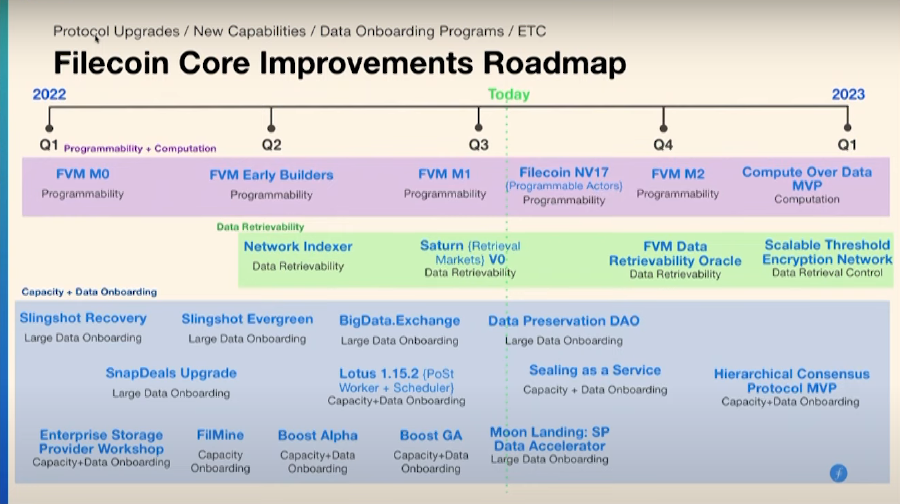 Protocol Upgrades / New Capabilities / Data Onboarding Programs / ETC
Filecoin Core Improvements Roadmap
2022
Today
2023
Q1
Q2
Q3
Q4
Q1
Programmability + Computation
FVM M0
Programmability
FVM Early Builders
Programmability
FVM M1
Programmability
Filecoin NV17
(Programmable Actors)
Programmability
FVM M2
Programmability
Compute Over Data
MVP
Computation
Data Retrievability
Network Indexer
Data Retrievability
Saturn (Retrieval
Markets) V0
Data Retrievability
FVM Data
Retrievability Oracle
Data Retrievability
Scalable Threshold
Encryption Network
Data Retrieval Control
Capacity + Data Onboarding
Slingshot Recovery
Large Data Onboarding
Slingshot Evergreen
Large Data Onboarding
BigData.Exchange
Large Data Onboarding
Data Preservation DAO
Large Data Onboarding
SnapDeals Upgrade
Large Data Onboarding
Lotus 1.15.2 (PoSt
Worker + Scheduler)
Capacity+Data Onboarding
Sealing as a Service
Capacity + Data Onboarding
Hierarchical Consensus
Protocol MVP
Capacity+Data Onboarding
Enterprise Storage
Provider Workshop
Capacity+Data Onboarding
FilMine
Capacity
Onboarding
Boost Alpha
Capacity+Data
Onboarding
Boost GA
Capacity+Data
Onboarding
Moon Landing: SP
Data Accelerator
Large Data Onboarding